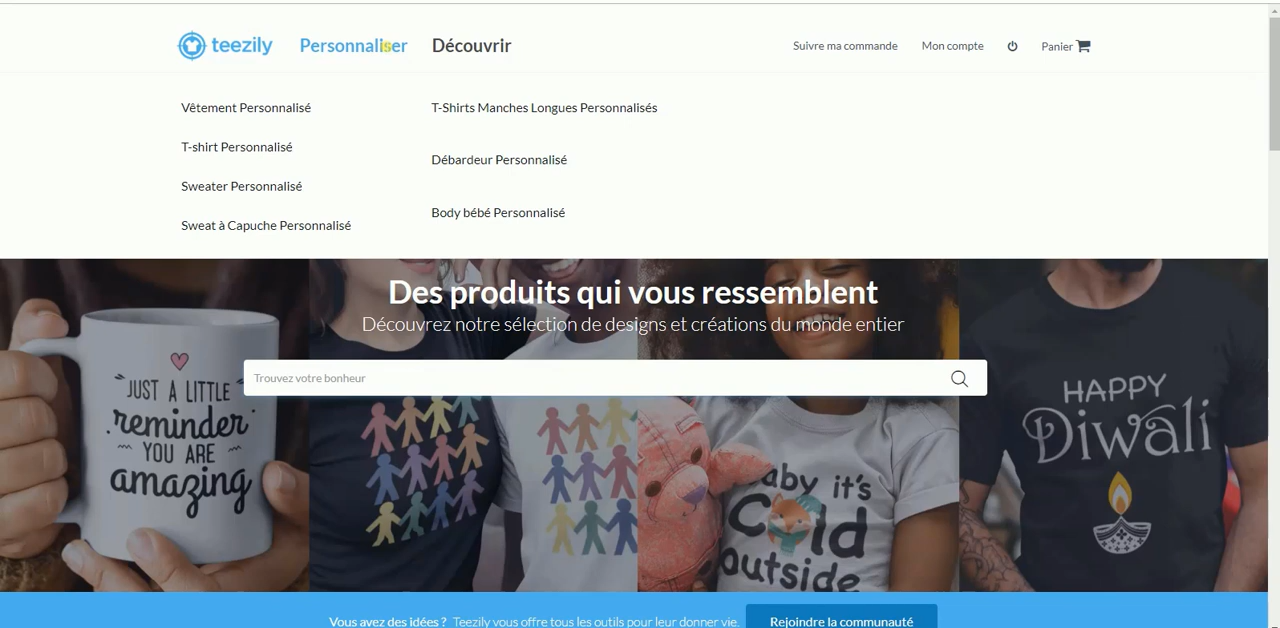 teezily
Personnaliser
Découvrir
Suivre ma commande
Mon compte
Panier
Vêtement Personnalisé
T-shirt Personnalisé
Sweater Personnalisé
Sweat à Capuche Personnalisé
T-Shirts Manches Longues Personnalisés
Débardeur Personnalisé
Body bébé Personnalisé
Des produits qui vous ressemblent
Découvrez notre sélection de designs et créations du monde entier
Trouvez votre bonheur
JUST A LITTLE
reminder
YOU ARE
amazing
baby it's
Cold
outside
HAPPY
Diwali
Vous avez des idées ? Teezily vous offre tous les outils pour leur donner vie.
Rejoindre la communauté